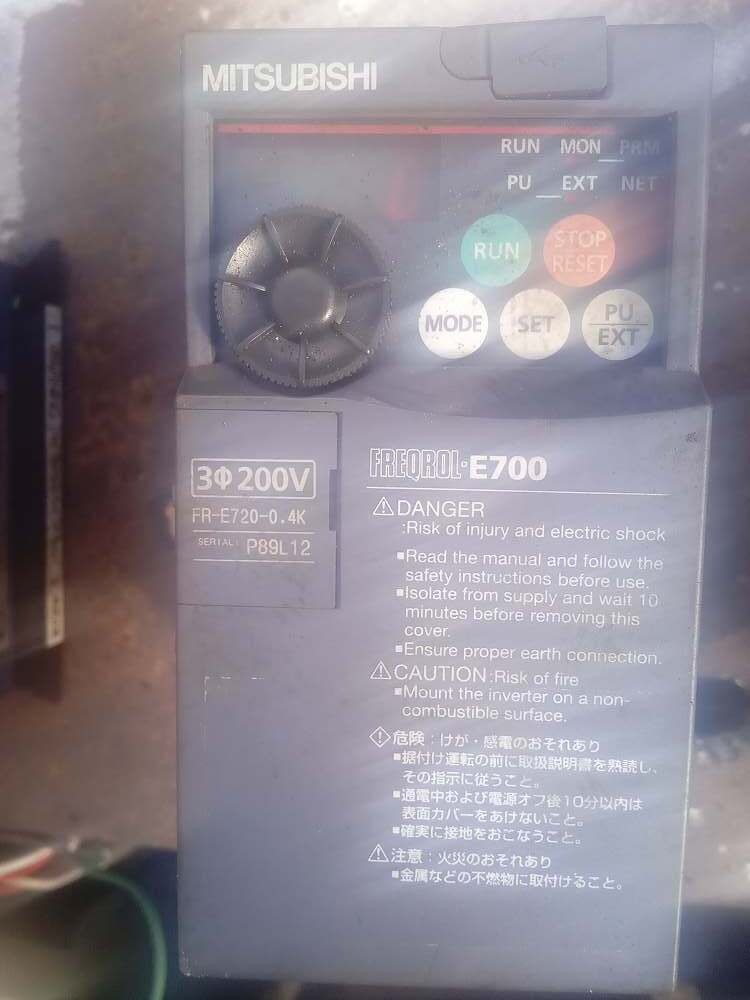 MITSUBISHI
RUN MON PRM
PU EXT NET
RUN
STOP
RESET
MODE
SET
PU
EXT
3Φ 200V
FR-E720-0.4K
SERIAL: P89L12
FREQROL-E700
⚠DANGER
:Risk of injury and electric shock
▪Read the manual and follow the
safety instructions before use.
▪Isolate from supply and wait 10
minutes before removing this
cover.
▪Ensure proper earth connection.
⚠CAUTION:Risk of fire
▪Mount the inverter on a non-
combustible surface.
危険:けが・感電のおそれあり
▪据付け運転の前に取扱説明書を熟読し、
その指示に従うこと。
▪通電中および電源オフ後10分以内は
表面カバーをあけないこと。
▪確実に接地をおこなうこと。
⚠注意:火災のおそれあり
▪金属などの不燃物に取付けること。